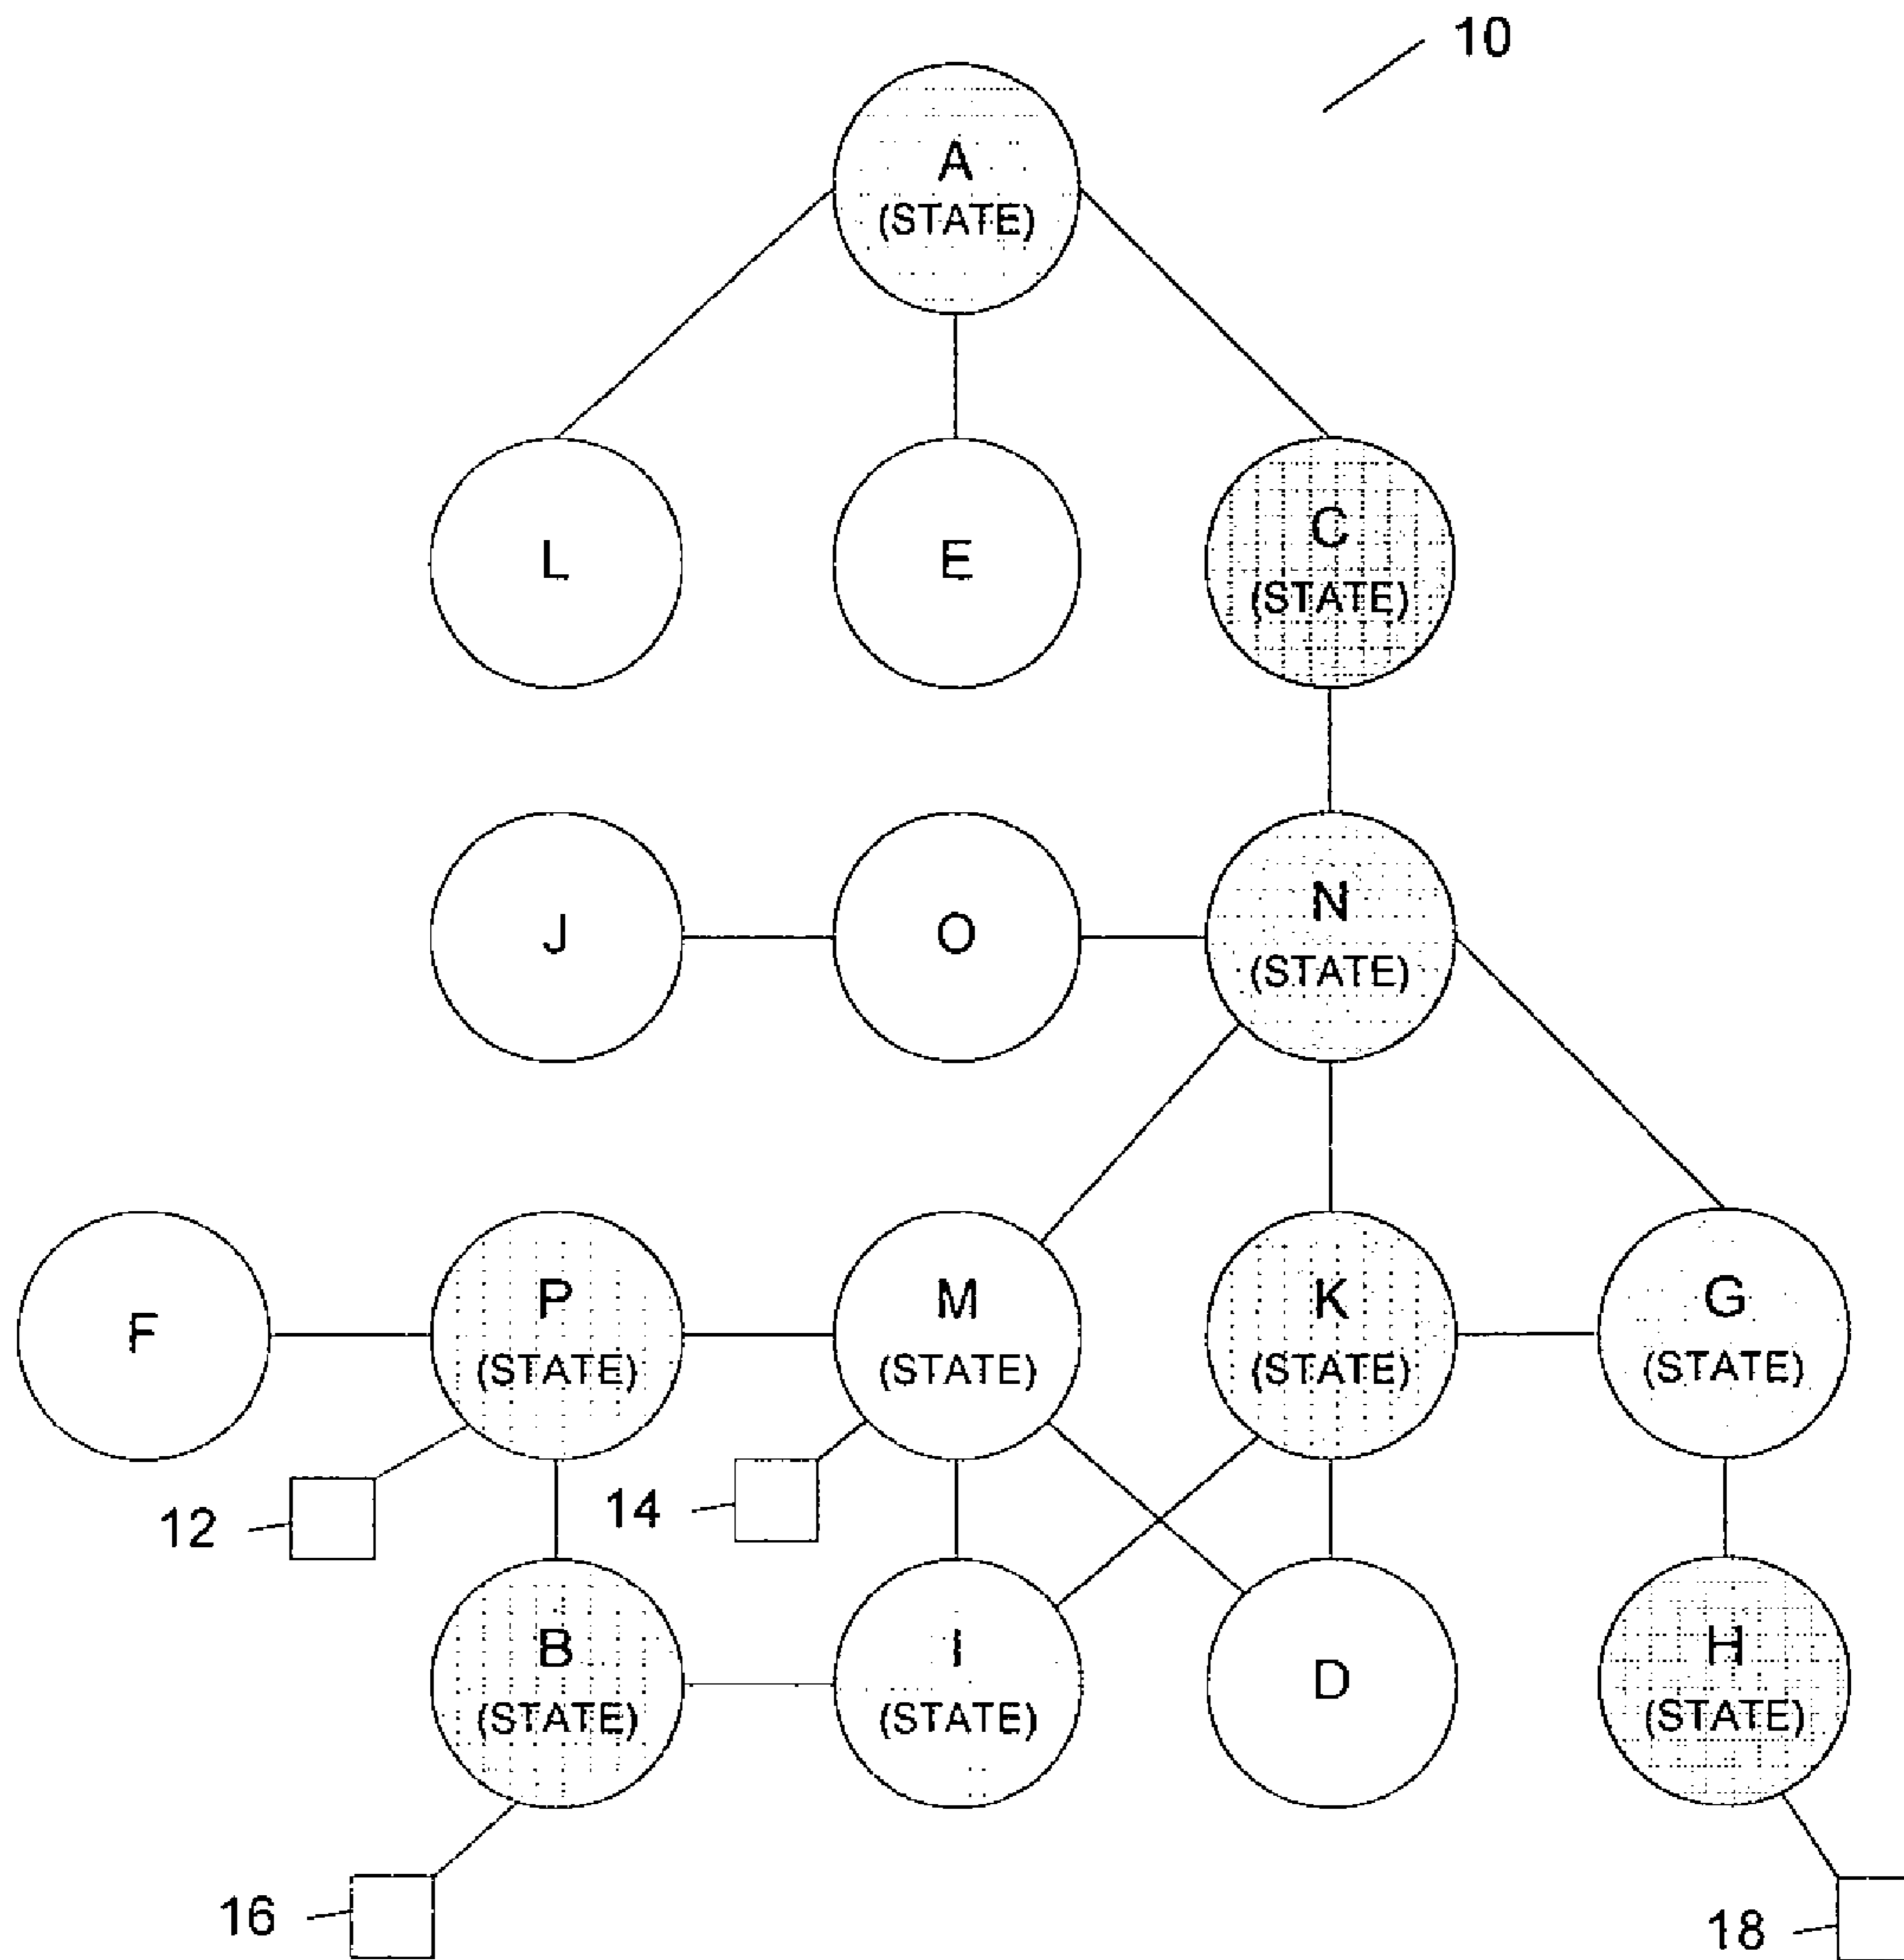 10
A
(STATE)
L
E
C
(STATE)
J
O
N
(STATE)
F
P
(STATE)
M
(STATE)
K
(STATE)
G
(STATE)
12
14
B
(STATE)
I
(STATE)
D
H
(STATE)
16
18